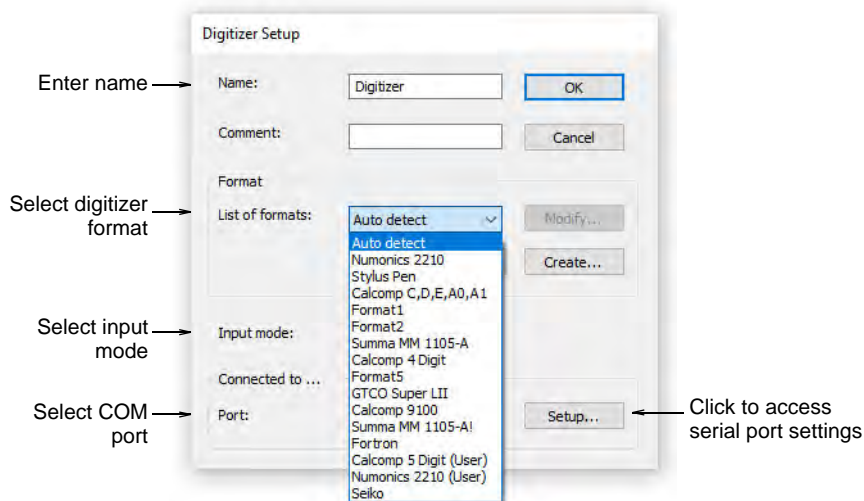 Digitizer Setup
Enter name
Name:
Digitizer
OK
Comment:
Cancel
Format
Select digitizer
format
List of formats:
Auto detect
Modify...
Auto detect
Numonics 2210
Stylus Pen
Calcomp C,D,E,A0,A1
Format1
Format2
Summa MM 1105-A
Calcomp 4 Digit
Format5
GTCO Super LII
Calcomp 9100
Summa MM 1105-A!
Fortron
Calcomp 5 Digit (User)
Numonics 2210 (User)
Seiko
Create...
Select input
mode
Input mode:
Connected to ...
Select COM
port
Port:
Setup...
Click to access
serial port settings